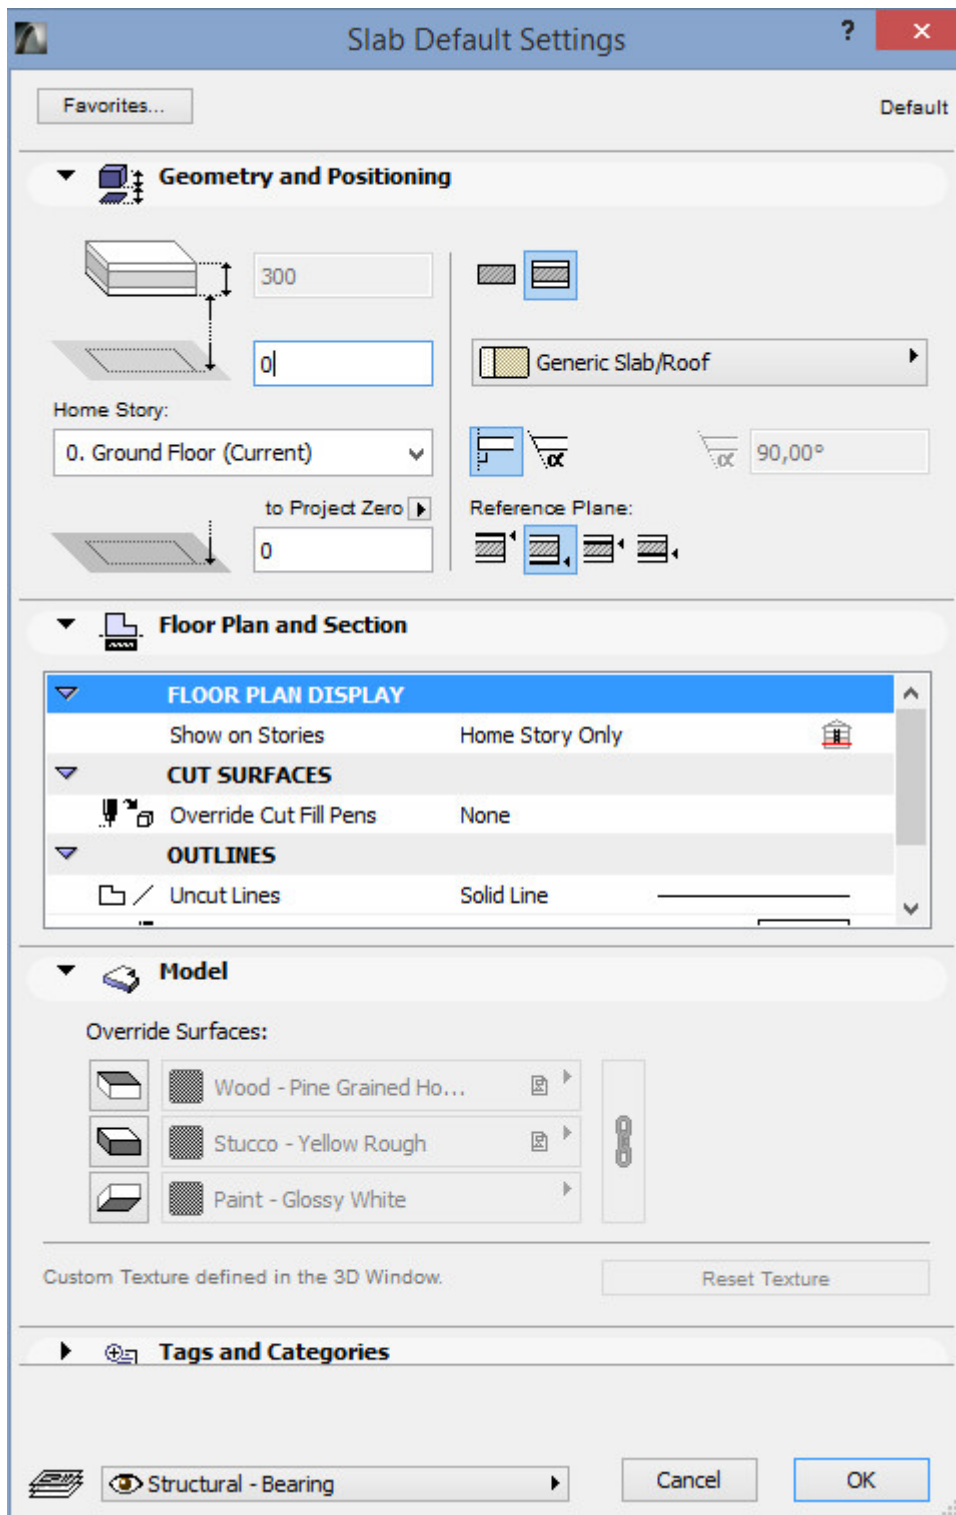 Slab Default Settings
?
Favorites...
Default
Geometry and Positioning
300
0
Generic Slab/Roof
Home Story:
0. Ground Floor (Current)
α
α
90,00°
to Project Zero
Reference Plane:
0
Floor Plan and Section
FLOOR PLAN DISPLAY
Show on Stories Home Story Only
CUT SURFACES
Override Cut Fill Pens None
OUTLINES
Uncut Lines Solid Line
Model
Override Surfaces:
Wood - Pine Grained Ho...
Stucco - Yellow Rough
Paint - Glossy White
Custom Texture defined in the 3D Window.
Reset Texture
Tags and Categories
Structural - Bearing
Cancel
OK